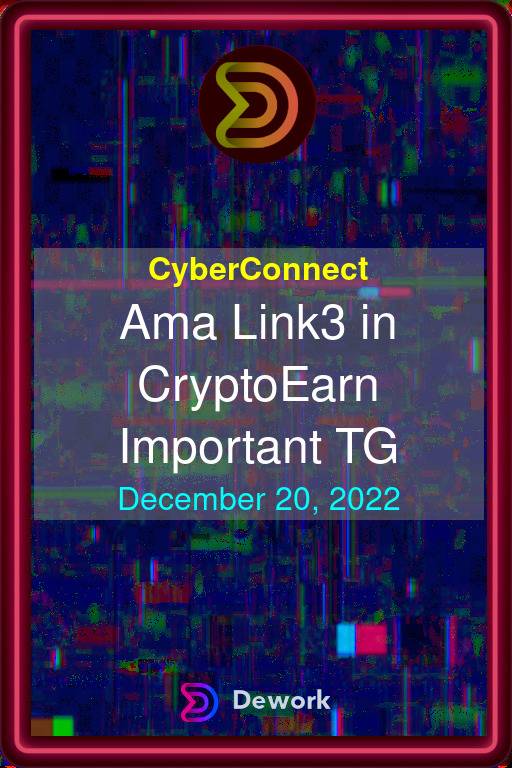 CyberConnect
Ama Link3 in
CryptoEarn
Important TG
December 20, 2022
Dework